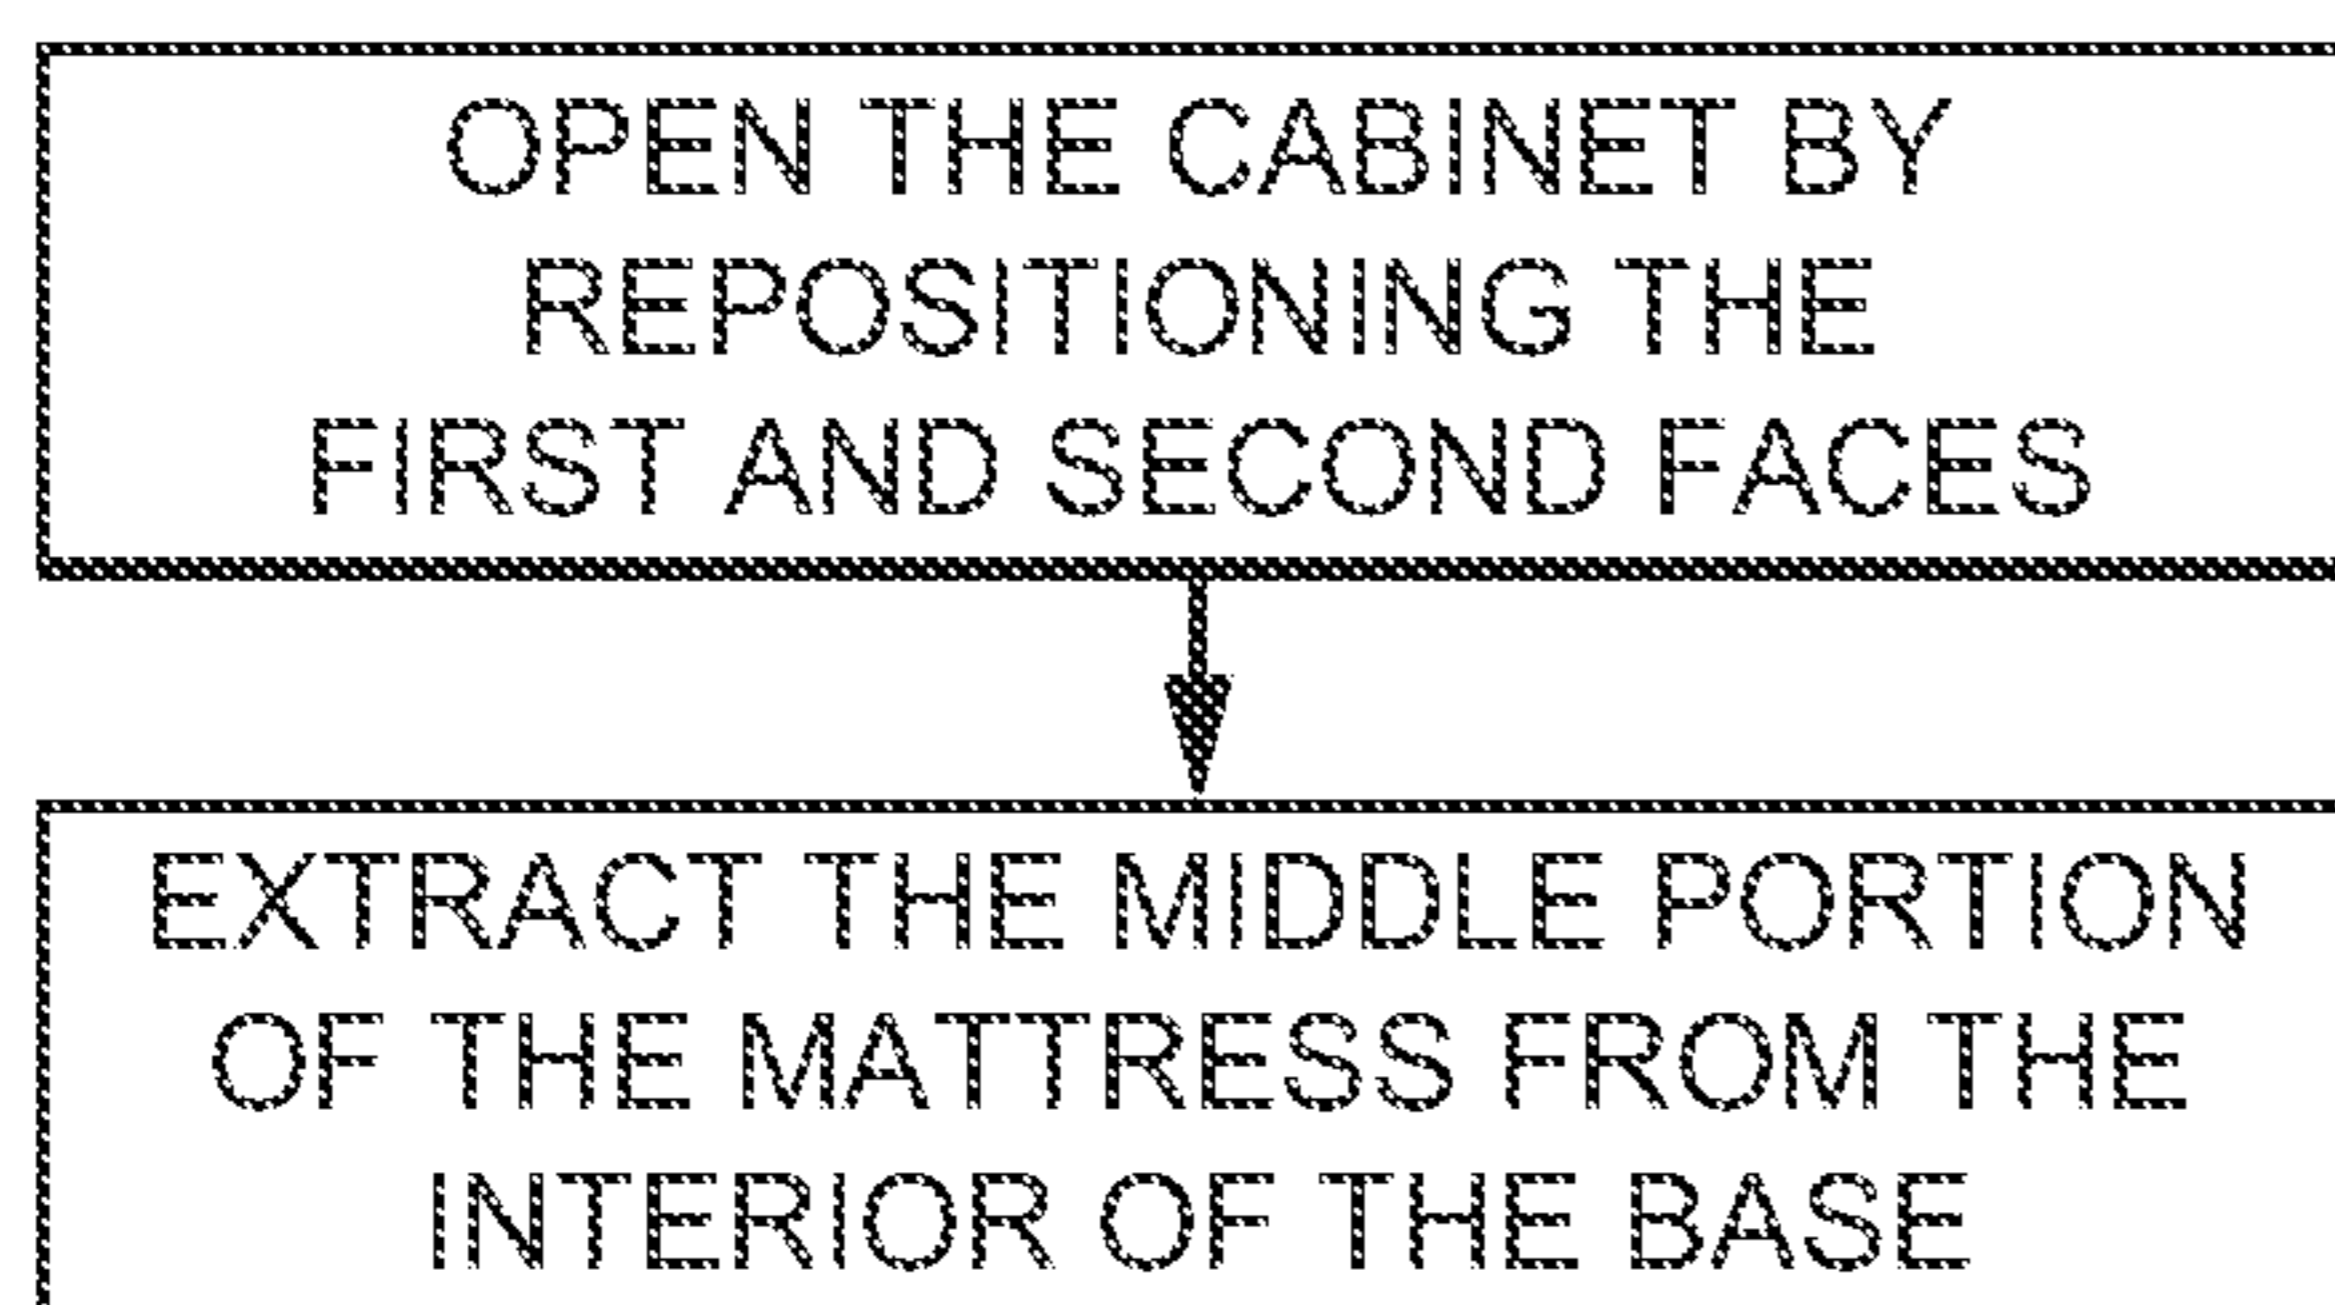 OPEN THE CABINET BY
REPOSITIONING THE
FIRST AND SECOND FACES
EXTRACT THE MIDDLE PORTION
OF THE MATTRESS FROM THE
INTERIOR OF THE BASE